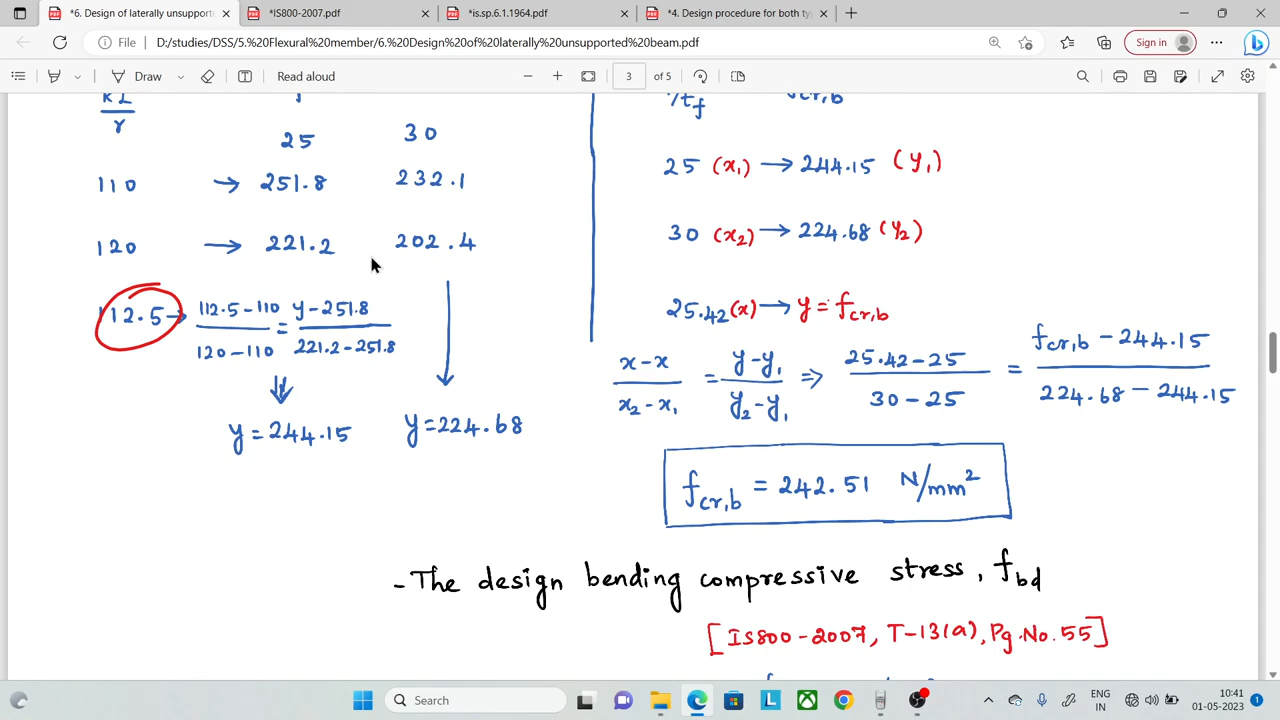 *6. Design of laterally unsupporte
*IS800-2007.pdf
*is.sp.6.1.1964.pdf
*4. Design procedure for both typ
File
D:/studies/DSS/5.%20Flexural%20member/6.%20Design%20of%20laterally%20unsupported%20beam.pdf
Sign in
Draw
Read aloud
3 of 5
KL/r
25 30
110 → 251.8 232.1
120 → 221.2 202.4
112.5 → (112.5-110)/(120-110) = (y-251.8)/(221.2-251.8)
y = 244.15 y = 224.68
/tf fcr,b
25 (x1) → 244.15 (y1)
30 (x2) → 224.68 (y2)
25.42 (x) → y = fcr,b
(x-x)/(x2-x1) = (y-y1)/(y2-y1) ⇒ (25.42-25)/(30-25) = (fcr,b - 244.15)/(224.68 - 244.15)
fcr,b = 242.51 N/mm2
- The design bending compressive stress, fbd
[IS800-2007, T-13(a), Pg.No.55]
Search
ENG
IN
10:41
01-05-2023